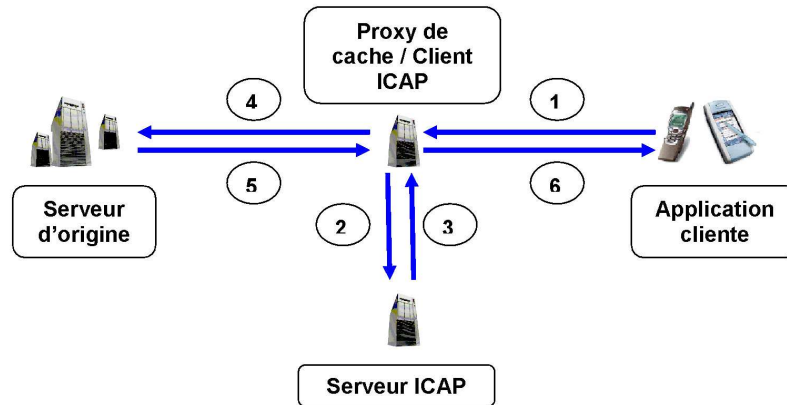 Proxy de
cache / Client
ICAP
4
1
5
6
Serveur
d'origine
2
3
Application
cliente
Serveur ICAP